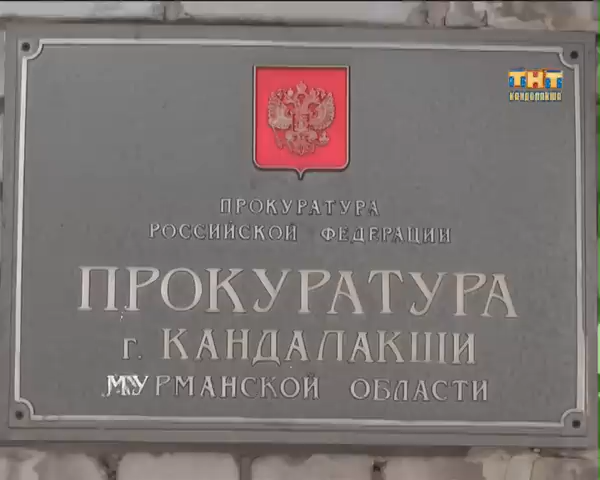 ТНТ
КАНДАЛАКША
ПРОКУРАТУРА
РОССИЙСКОЙ ФЕДЕРАЦИИ
ПРОКУРАТУРА
г. КАНДАЛАКШИ
МУРМАНСКОЙ ОБЛАСТИ